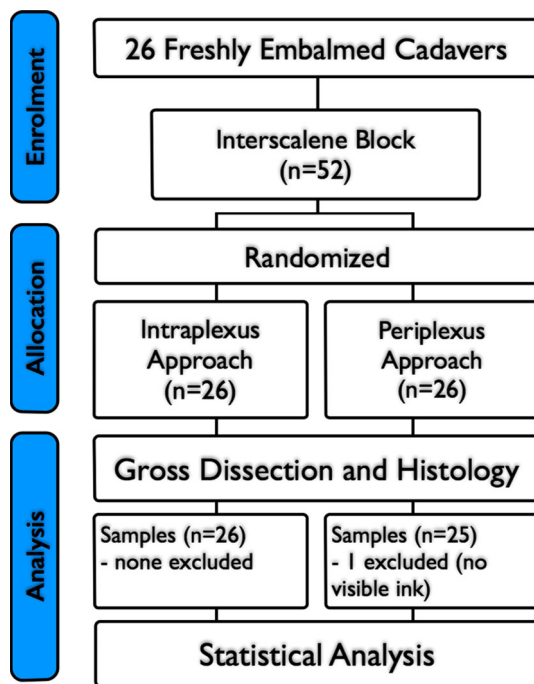 Enrolment
26 Freshly Embalmed Cadavers
Interscalene Block
(n=52)
Allocation
Randomized
Intraplexus
Approach
(n=26)
Periplexus
Approach
(n=26)
Analysis
Gross Dissection and Histology
Samples (n=26)
- none excluded
Samples (n=25)
- 1 excluded (no
visible ink)
Statistical Analysis